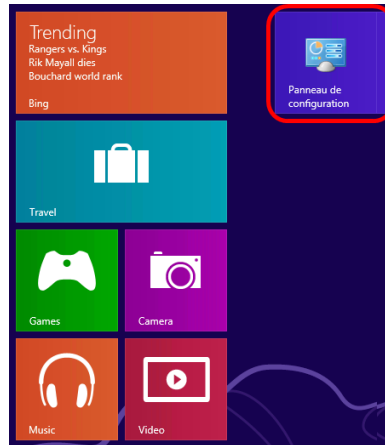 Trending
Rangers vs. Kings
Rik Mayall dies
Bouchard world rank
Bing
Panneau de
configuration
Travel
Games
Camera
Music
Video